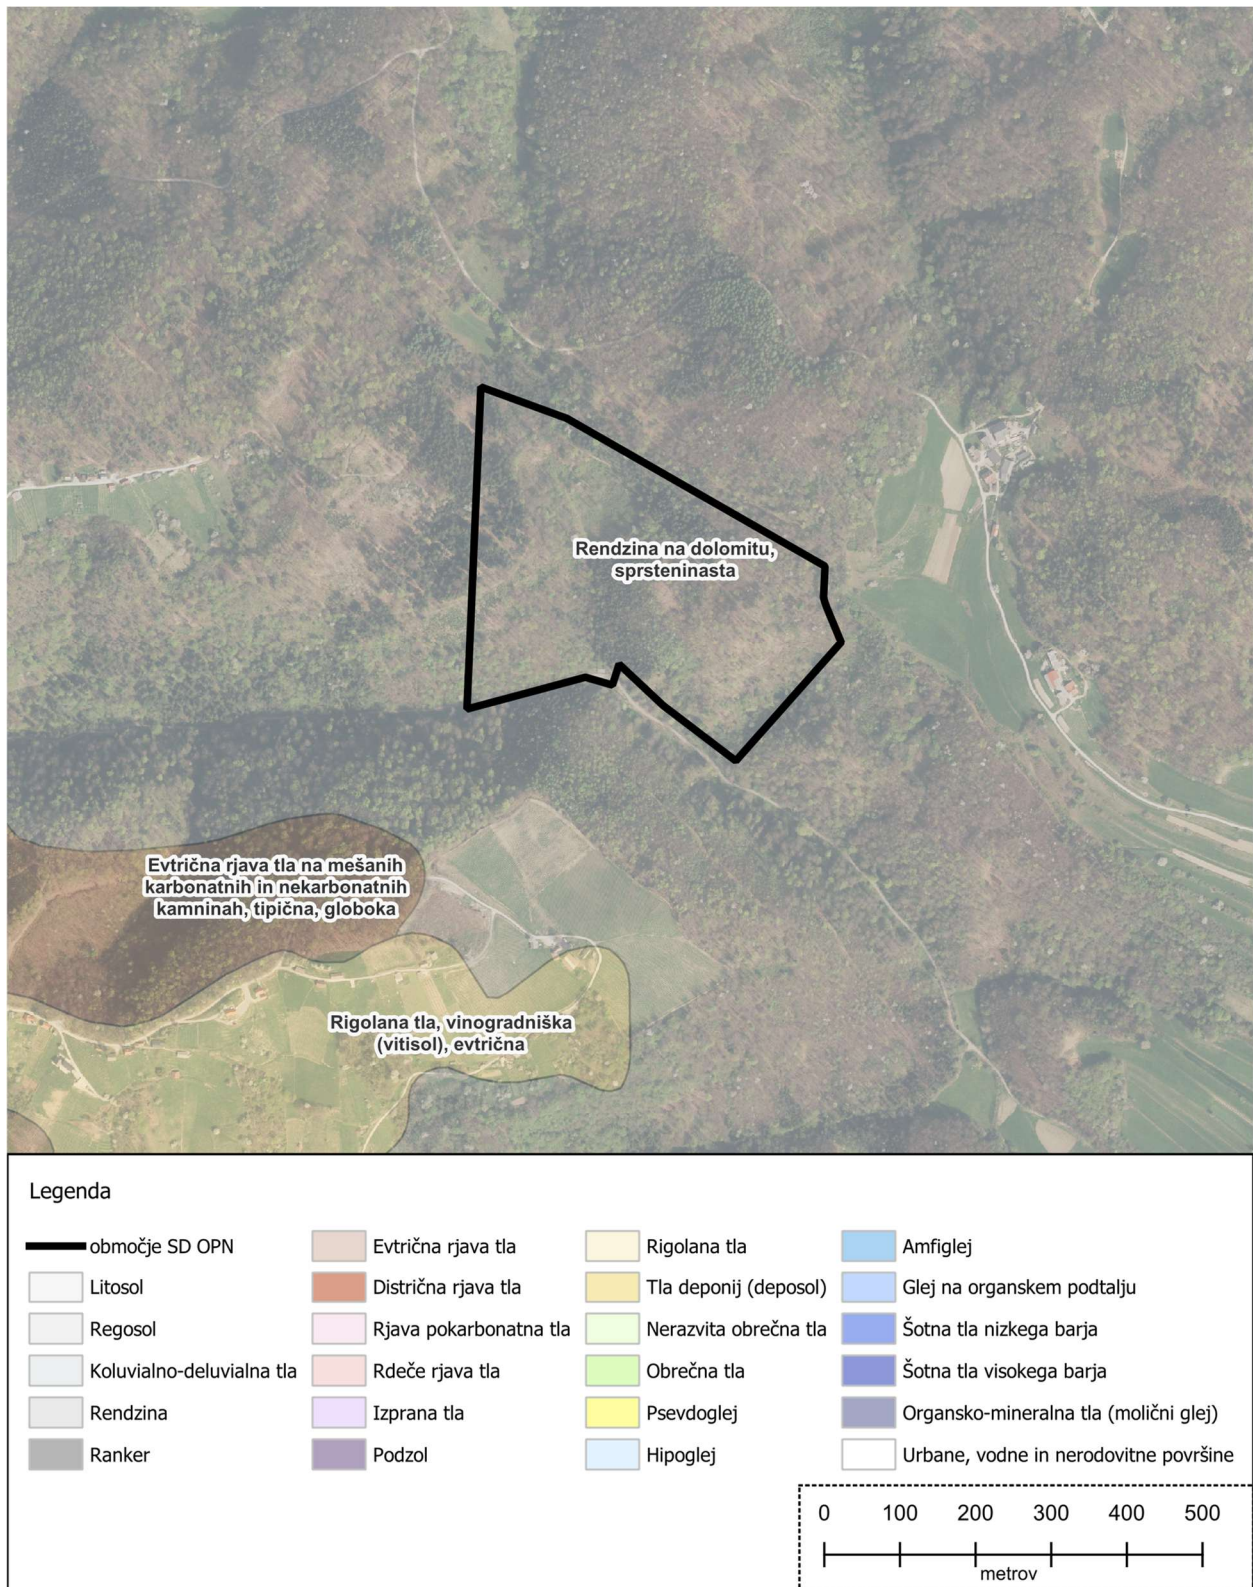 Rendzina na dolomitu,
sprsteninasta
Evtrična rjava tla na mešanih
karbonatnih in nekarbonatnih
kamninah, tipična, globoka
Rigolana tla, vinogradniška
(vitisol), evtrična
Legenda
območje SD OPN
Litosol
Regosol
Koluvialno-deluvialna tla
Rendzina
Ranker
Evtrična rjava tla
Distrična rjava tla
Rjava pokarbonatna tla
Rdeče rjava tla
Izprana tla
Podzol
Rigolana tla
Tla deponij (deposol)
Nerazvita obrečna tla
Obrečna tla
Psevdoglej
Hipoglej
Amfiglej
Glej na organskem podtalju
Šotna tla nizkega barja
Šotna tla visokega barja
Organsko-mineralna tla (molični glej)
Urbane, vodne in nerodovitne površine
0 100 200 300 400 500
metrov